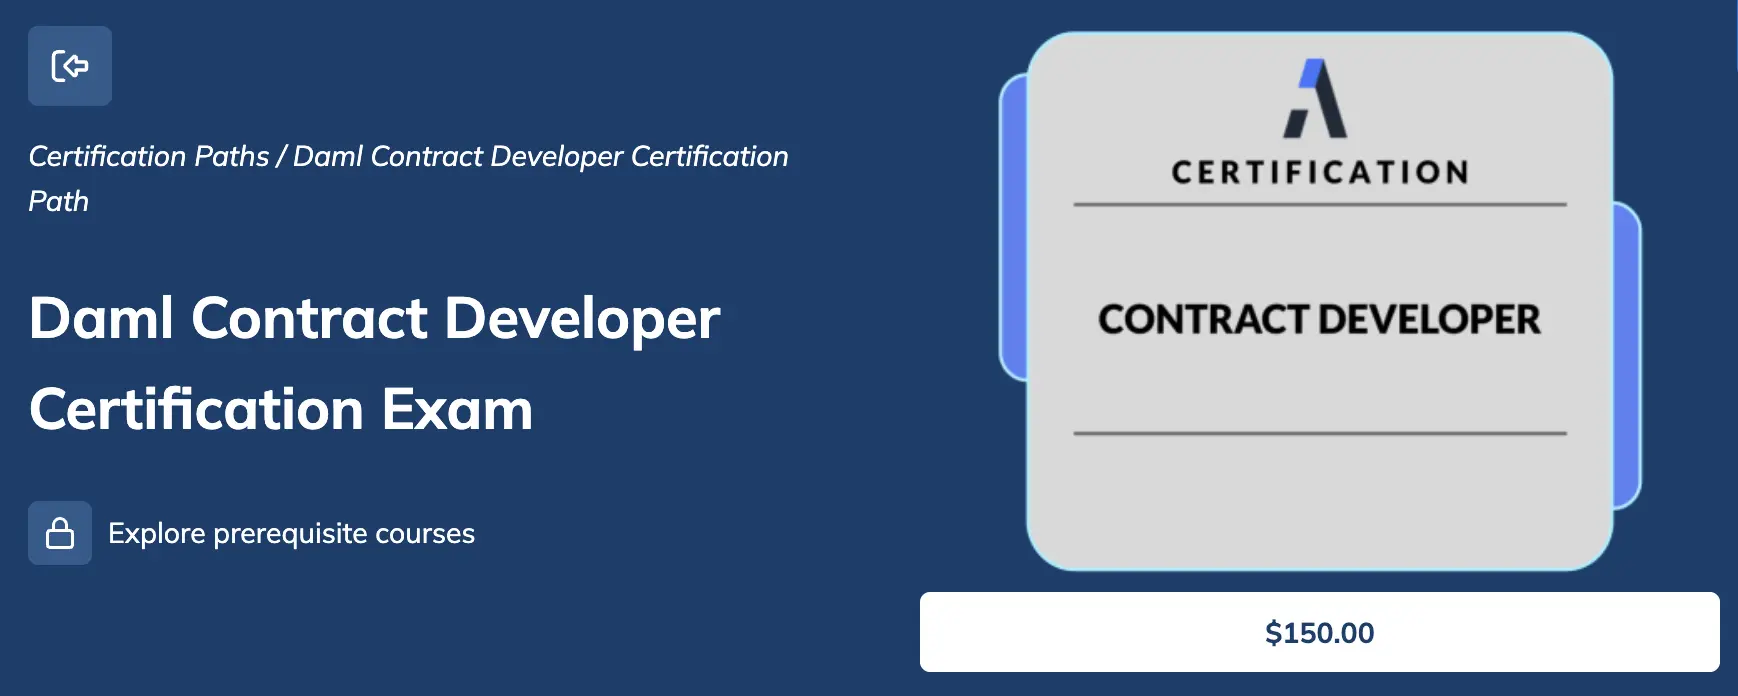 Certification Paths / Daml Contract Developer Certification
Path
Daml Contract Developer
Certification Exam
Explore prerequisite courses
CERTIFICATION
CONTRACT DEVELOPER
$150.00